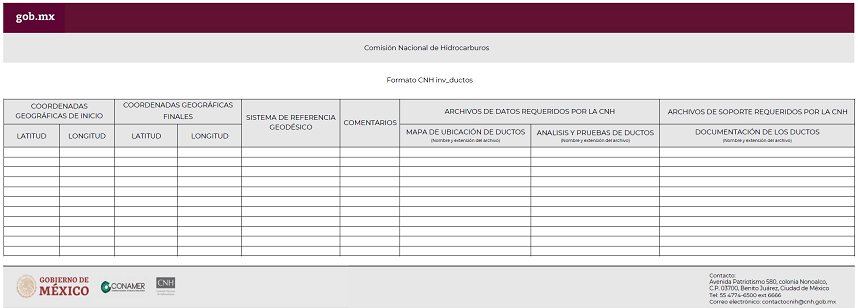 gob.mx
Comisión Nacional de Hidrocarburos
Formato CNH inv_ductos
COORDENADAS
GEOGRÁFICAS DE INICIO
COORDENADAS GEOGRÁFICAS
FINALES
SISTEMA DE REFERENCIA
GEODÉSICO
COMENTARIOS
ARCHIVOS DE DATOS REQUERIDOS POR LA CNH
ARCHIVOS DE SOPORTE REQUERIDOS POR LA CNH
LATITUD
LONGITUD
LATITUD
LONGITUD
MAPA DE UBICACIÓN DE DUCTOS
(Nombre y extensión del archivo)
ANALISIS Y PRUEBAS DE DUCTOS
(Nombre y extensión del archivo)
DOCUMENTACIÓN DE LOS DUCTOS
(Nombre y extensión del archivo)
GOBIERNO DE
MÉXICO
CONAMER
CNH
Contacto:
Avenida Patriotismo 580, colonia Nonoalco,
C.P. 03700, Benito Juárez, Ciudad de México
Tel: 55 4774-6500 ext 6666
Correo electrónico: contactocnih@cnh.gob.mx